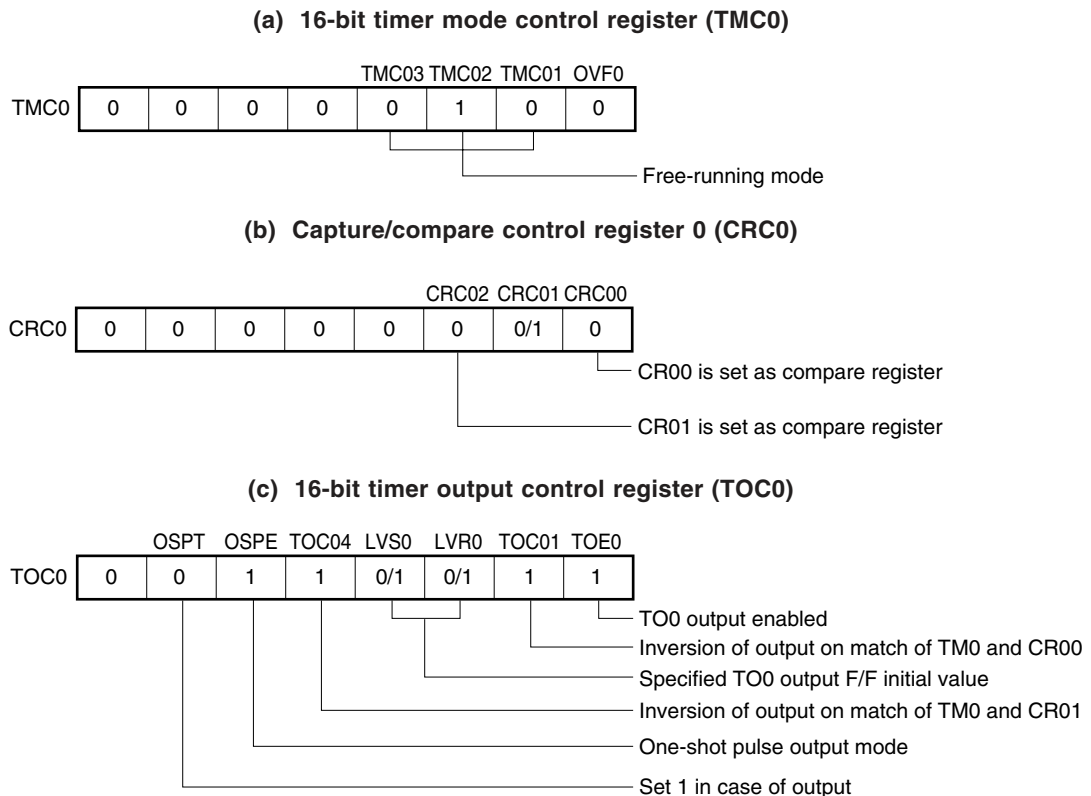 (a) 16-bit timer mode control register (TMC0)
TMC03 TMC02 TMC01 OVF0
TMC0 0 0 0 0 0 1 0 0
Free-running mode
(b) Capture/compare control register 0 (CRC0)
CRC02 CRC01 CRC00
CRC0 0 0 0 0 0 0 0/1 0
CR00 is set as compare register
CR01 is set as compare register
(c) 16-bit timer output control register (TOC0)
OSPT OSPE TOC04 LVS0 LVR0 TOC01 TOE0
TOC0 0 0 1 1 0/1 0/1 1 1
TO0 output enabled
Inversion of output on match of TM0 and CR00
Specified TO0 output F/F initial value
Inversion of output on match of TM0 and CR01
One-shot pulse output mode
Set 1 in case of output